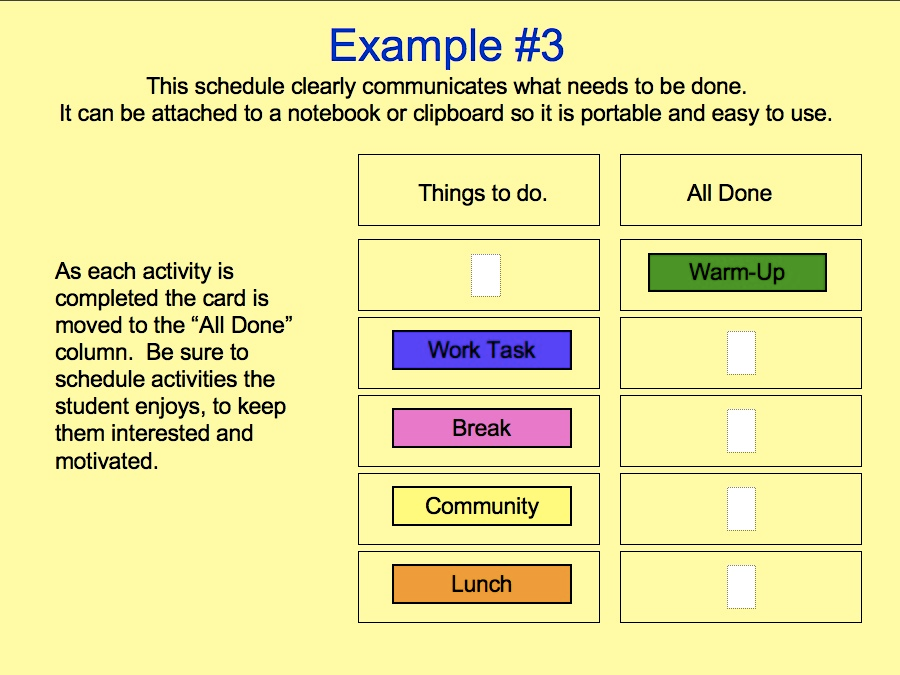 Example #3
This schedule clearly communicates what needs to be done.
It can be attached to a notebook or clipboard so it is portable and easy to use.
Things to do.
All Done
As each activity is
completed the card is
moved to the “All Done”
column.  Be sure to
schedule activities the
student enjoys, to keep
them interested and
motivated.
Warm-Up
Work Task
Break
Community
Lunch